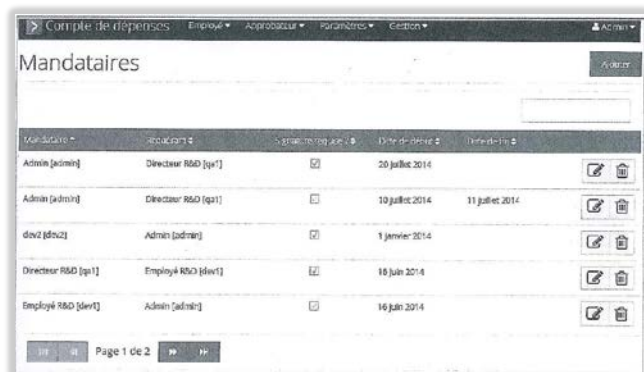 Compte de dépenses Employé Approbateur Paramètres Gestion Admin
Mandataires Ajouter
Mandataire Requérant Signature requise ? Date de début Date de fin
Admin [admin] Directeur R&D [qa1] 20 juillet 2014
Admin [admin] Directeur R&D [qa1] 10 juillet 2014 11 juillet 2014
dev2 [dev2] Admin [admin] 1 janvier 2014
Directeur R&D [qa1] Employé R&D [dev1] 16 juin 2014
Employé R&D [dev1] Admin [admin] 16 juin 2014
Page 1 de 2